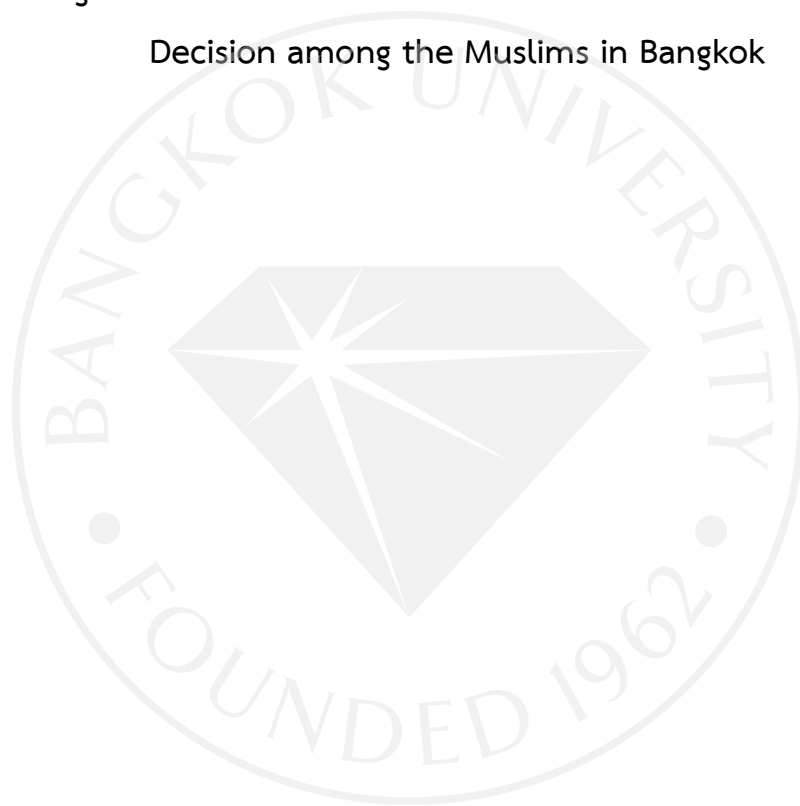 Decision among the Muslims in Bangkok
BANGKOK UNIVERSITY
• FOUNDED 1962 •